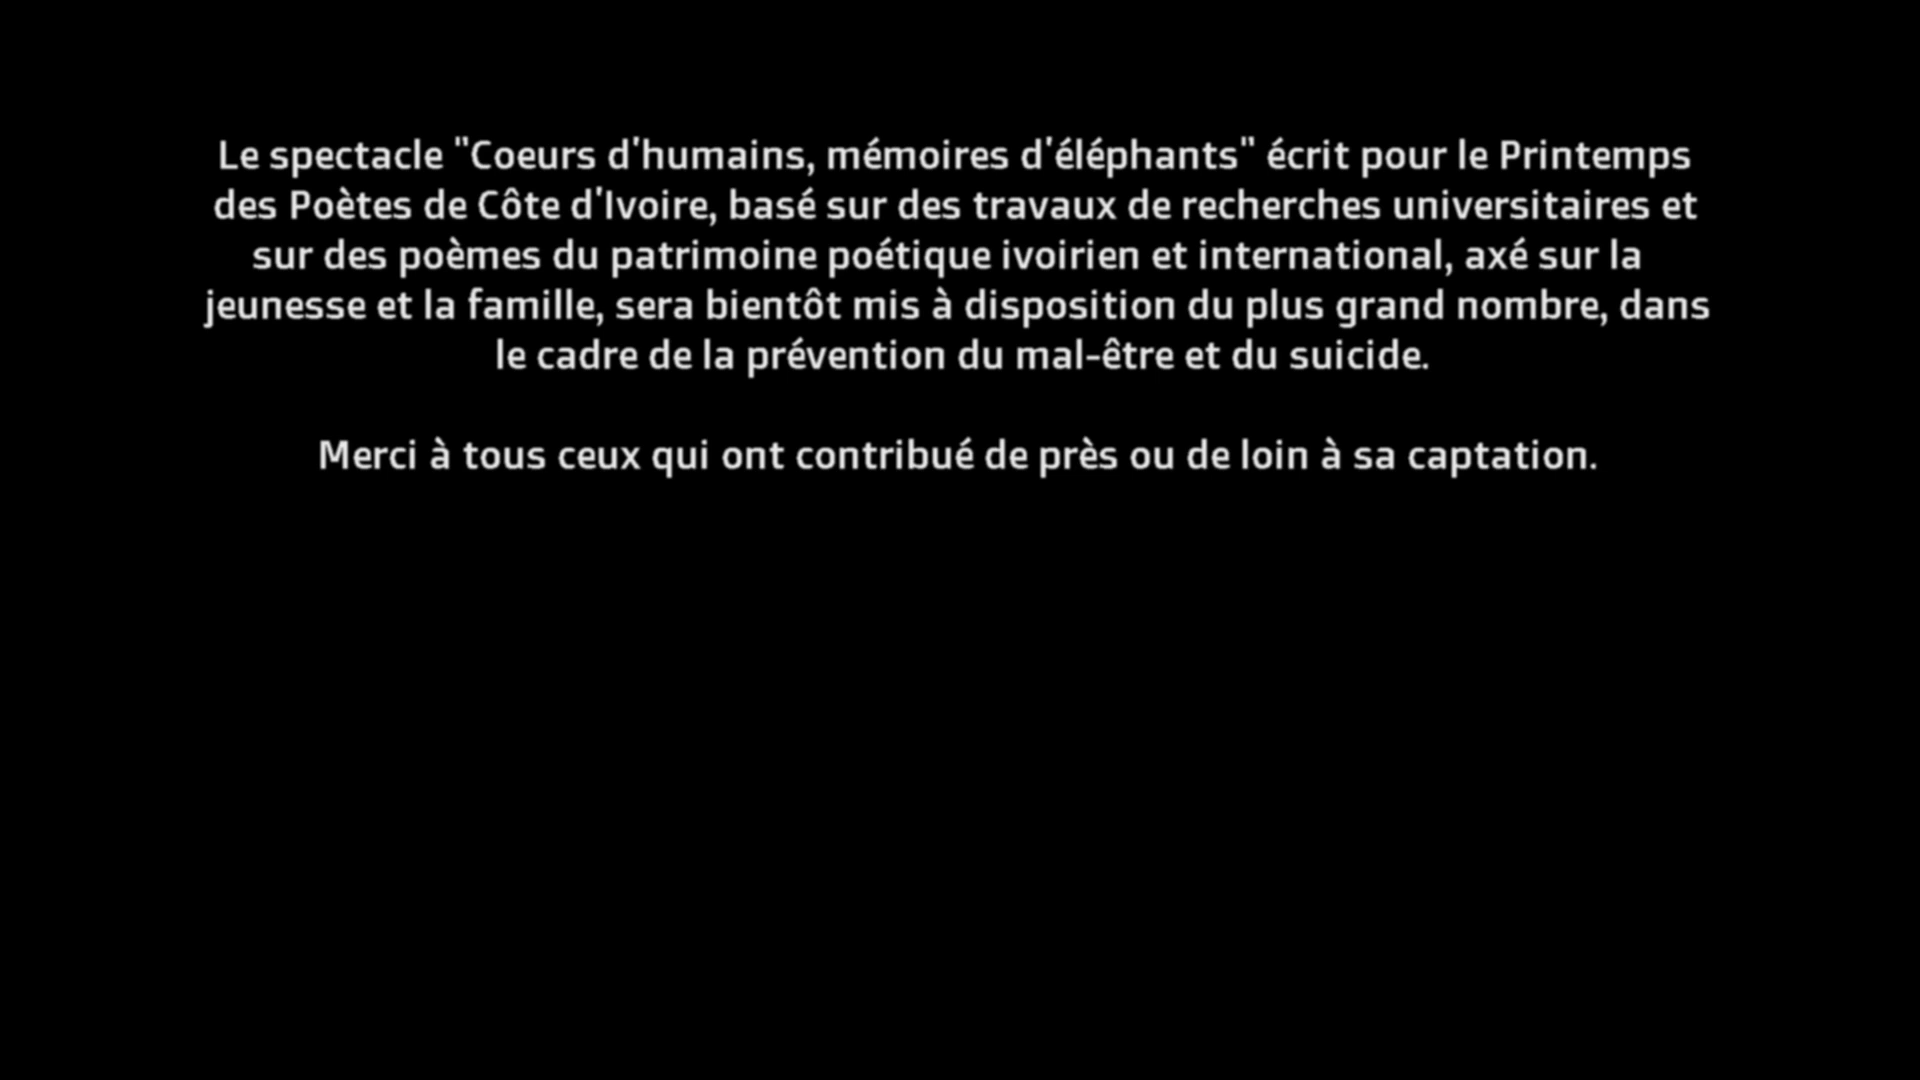 Le spectacle "Coeurs d'humains, mémoires d'éléphants" écrit pour le Printemps
des Poètes de Côte d'Ivoire, basé sur des travaux de recherches universitaires et
sur des poèmes du patrimoine poétique ivoirien et international, axé sur la
jeunesse et la famille, sera bientôt mis à disposition du plus grand nombre, dans
le cadre de la prévention du mal-être et du suicide.
Merci à tous ceux qui ont contribué de près ou de loin à sa captation.